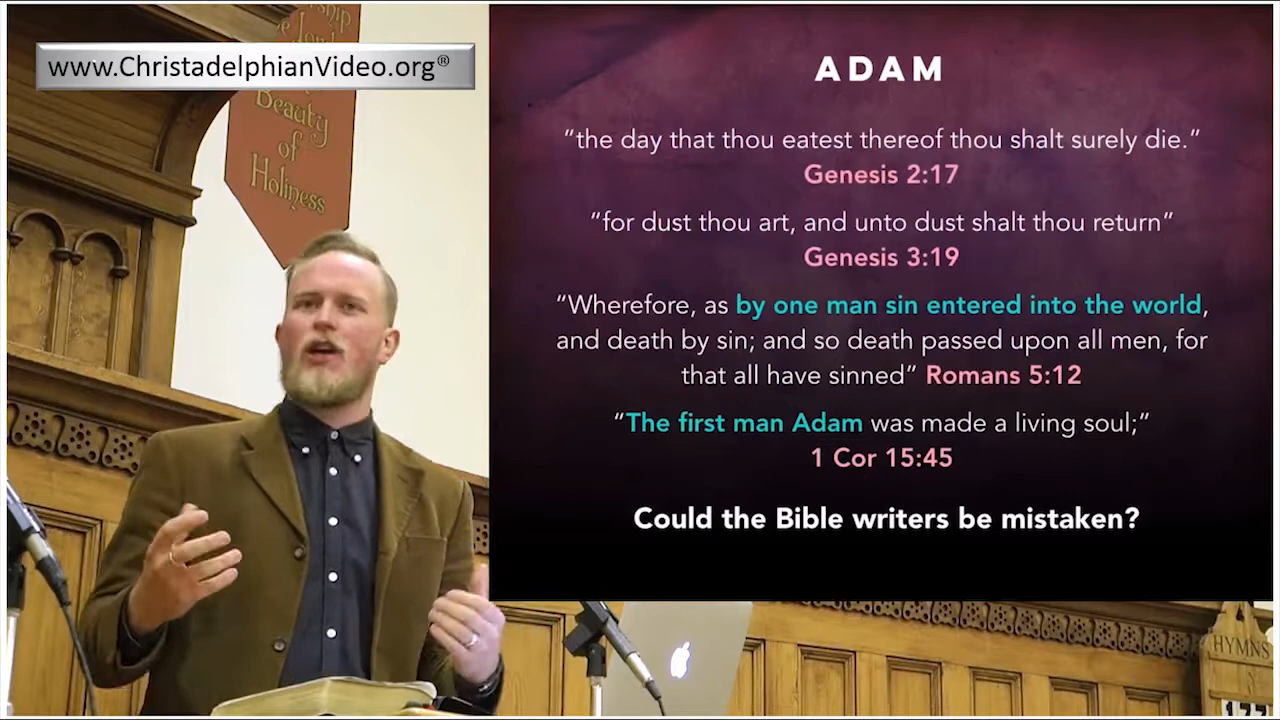 www.ChristadelphianVideo.org®
Beauty
of
Holiness
ADAM
“the day that thou eatest thereof thou shalt surely die.”
Genesis 2:17
“for dust thou art, and unto dust shalt thou return”
Genesis 3:19
“Wherefore, as by one man sin entered into the world,
and death by sin; and so death passed upon all men, for
that all have sinned” Romans 5:12
“The first man Adam was made a living soul;”
1 Cor 15:45
Could the Bible writers be mistaken?
HYMNS